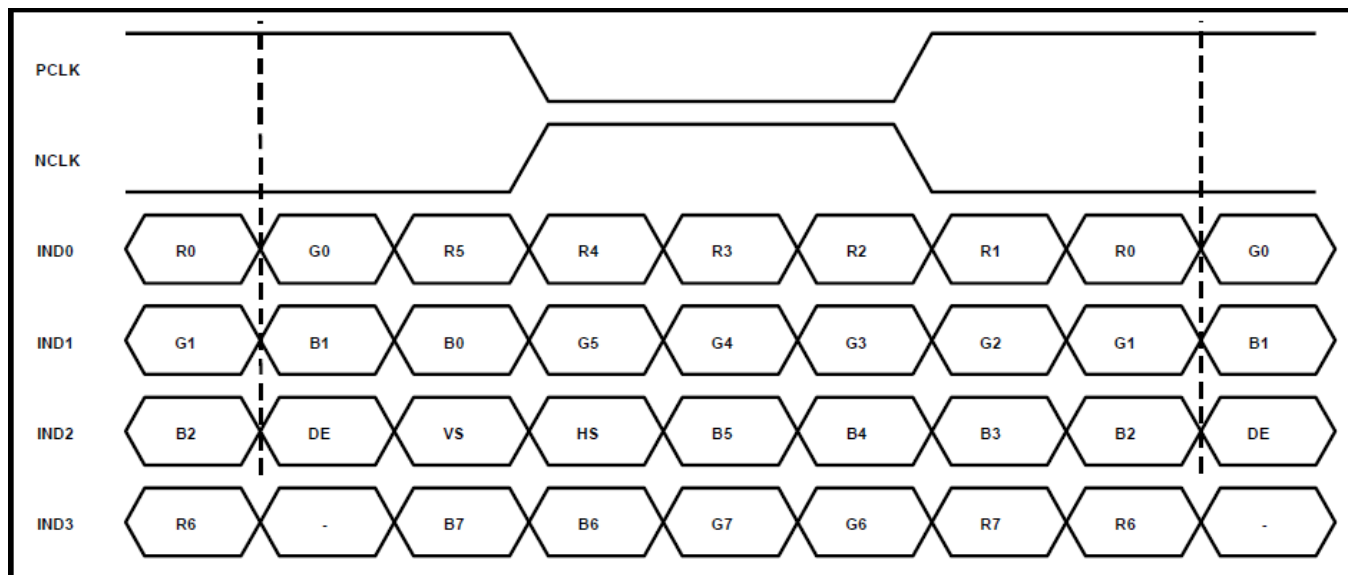 PCLK
NCLK
IND0 R0 G0 R5 R4 R3 R2 R1 R0 G0
IND1 G1 B1 B0 G5 G4 G3 G2 G1 B1
IND2 B2 DE VS HS B5 B4 B3 B2 DE
IND3 R6 - B7 B6 G7 G6 R7 R6 -